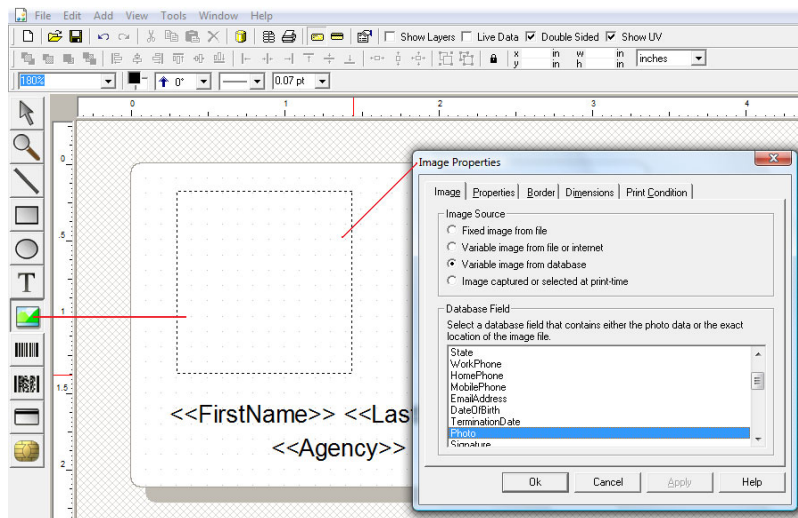 File Edit Add View Tools Window Help
Show Layers Live Data Double Sided Show UV
x in w in inches
y in h in
180% 0° 0.07 pt
0 1 2 3 4
0
.5
1
1.5
2
<<FirstName>> <<Las
<<Agency>>
Image Properties
Image Properties Border Dimensions Print Condition
Image Source
Fixed image from file
Variable image from file or internet
Variable image from database
Image captured or selected at print-time
Database Field
Select a database field that contains either the photo data or the exact
location of the image file.
State
WorkPhone
HomePhone
MobilePhone
EmailAddress
DateOfBirth
TerminationDate
Photo
Signature
Ok Cancel Apply Help